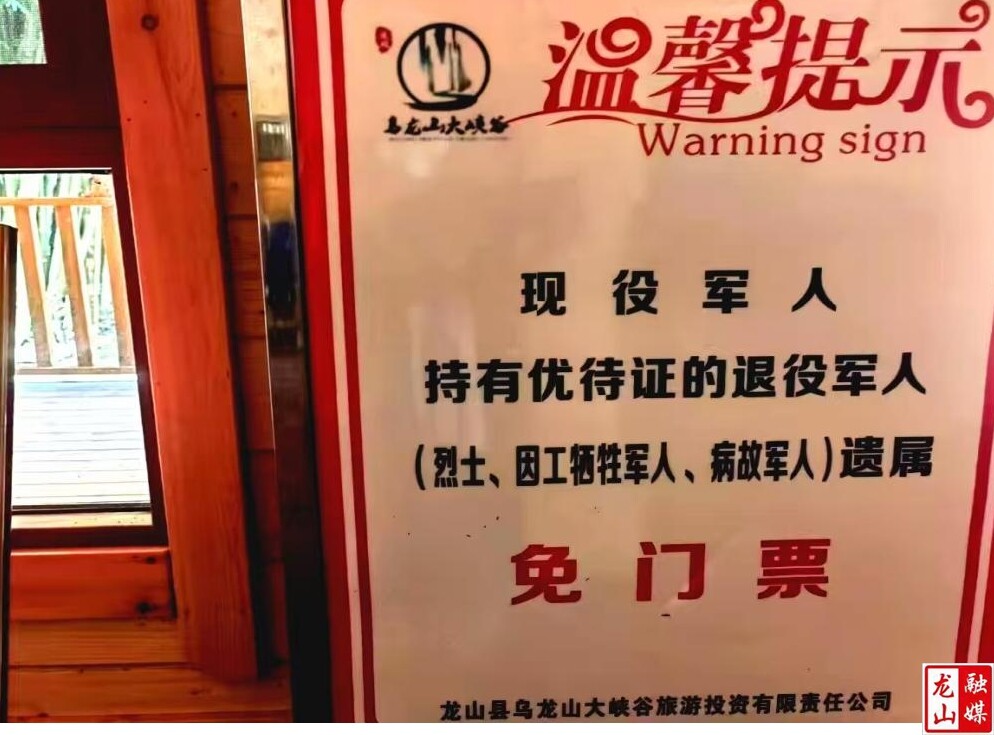 乌龙山大峡谷
温馨提示
Warning sign
现役军人
持有优待证的退役军人
(烈士、因工牺牲军人、病故军人)遗属
免门票
龙山县乌龙山大峡谷旅游投资有限责任公司
龙山
融媒